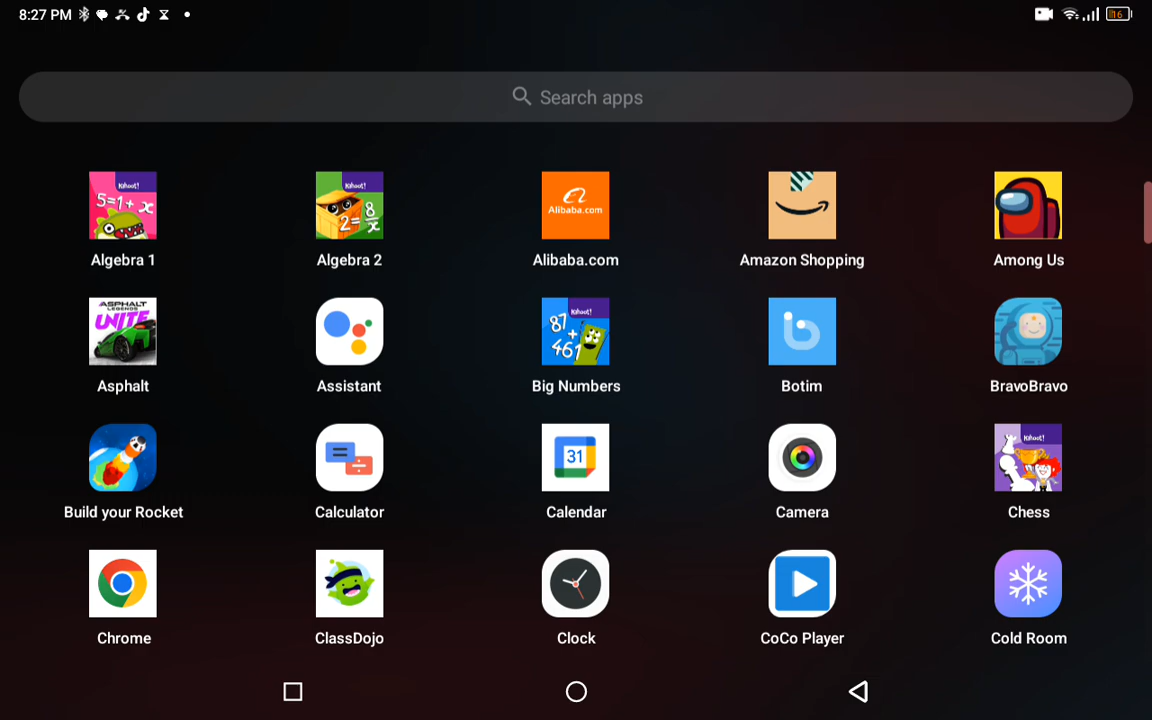 8:27 PM
16
Search apps
Kahoot!
5=1+x
Kahoot!
2=8/x
Alibaba.com
Algebra 1
Algebra 2
Alibaba.com
Amazon Shopping
Among Us
ASPHALT
LEGENDS
UNITE
Kahoot!
87
+
461
Asphalt
Assistant
Big Numbers
Botim
BravoBravo
31
Kahoot!
Build your Rocket
Calculator
Calendar
Camera
Chess
Chrome
ClassDojo
Clock
CoCo Player
Cold Room